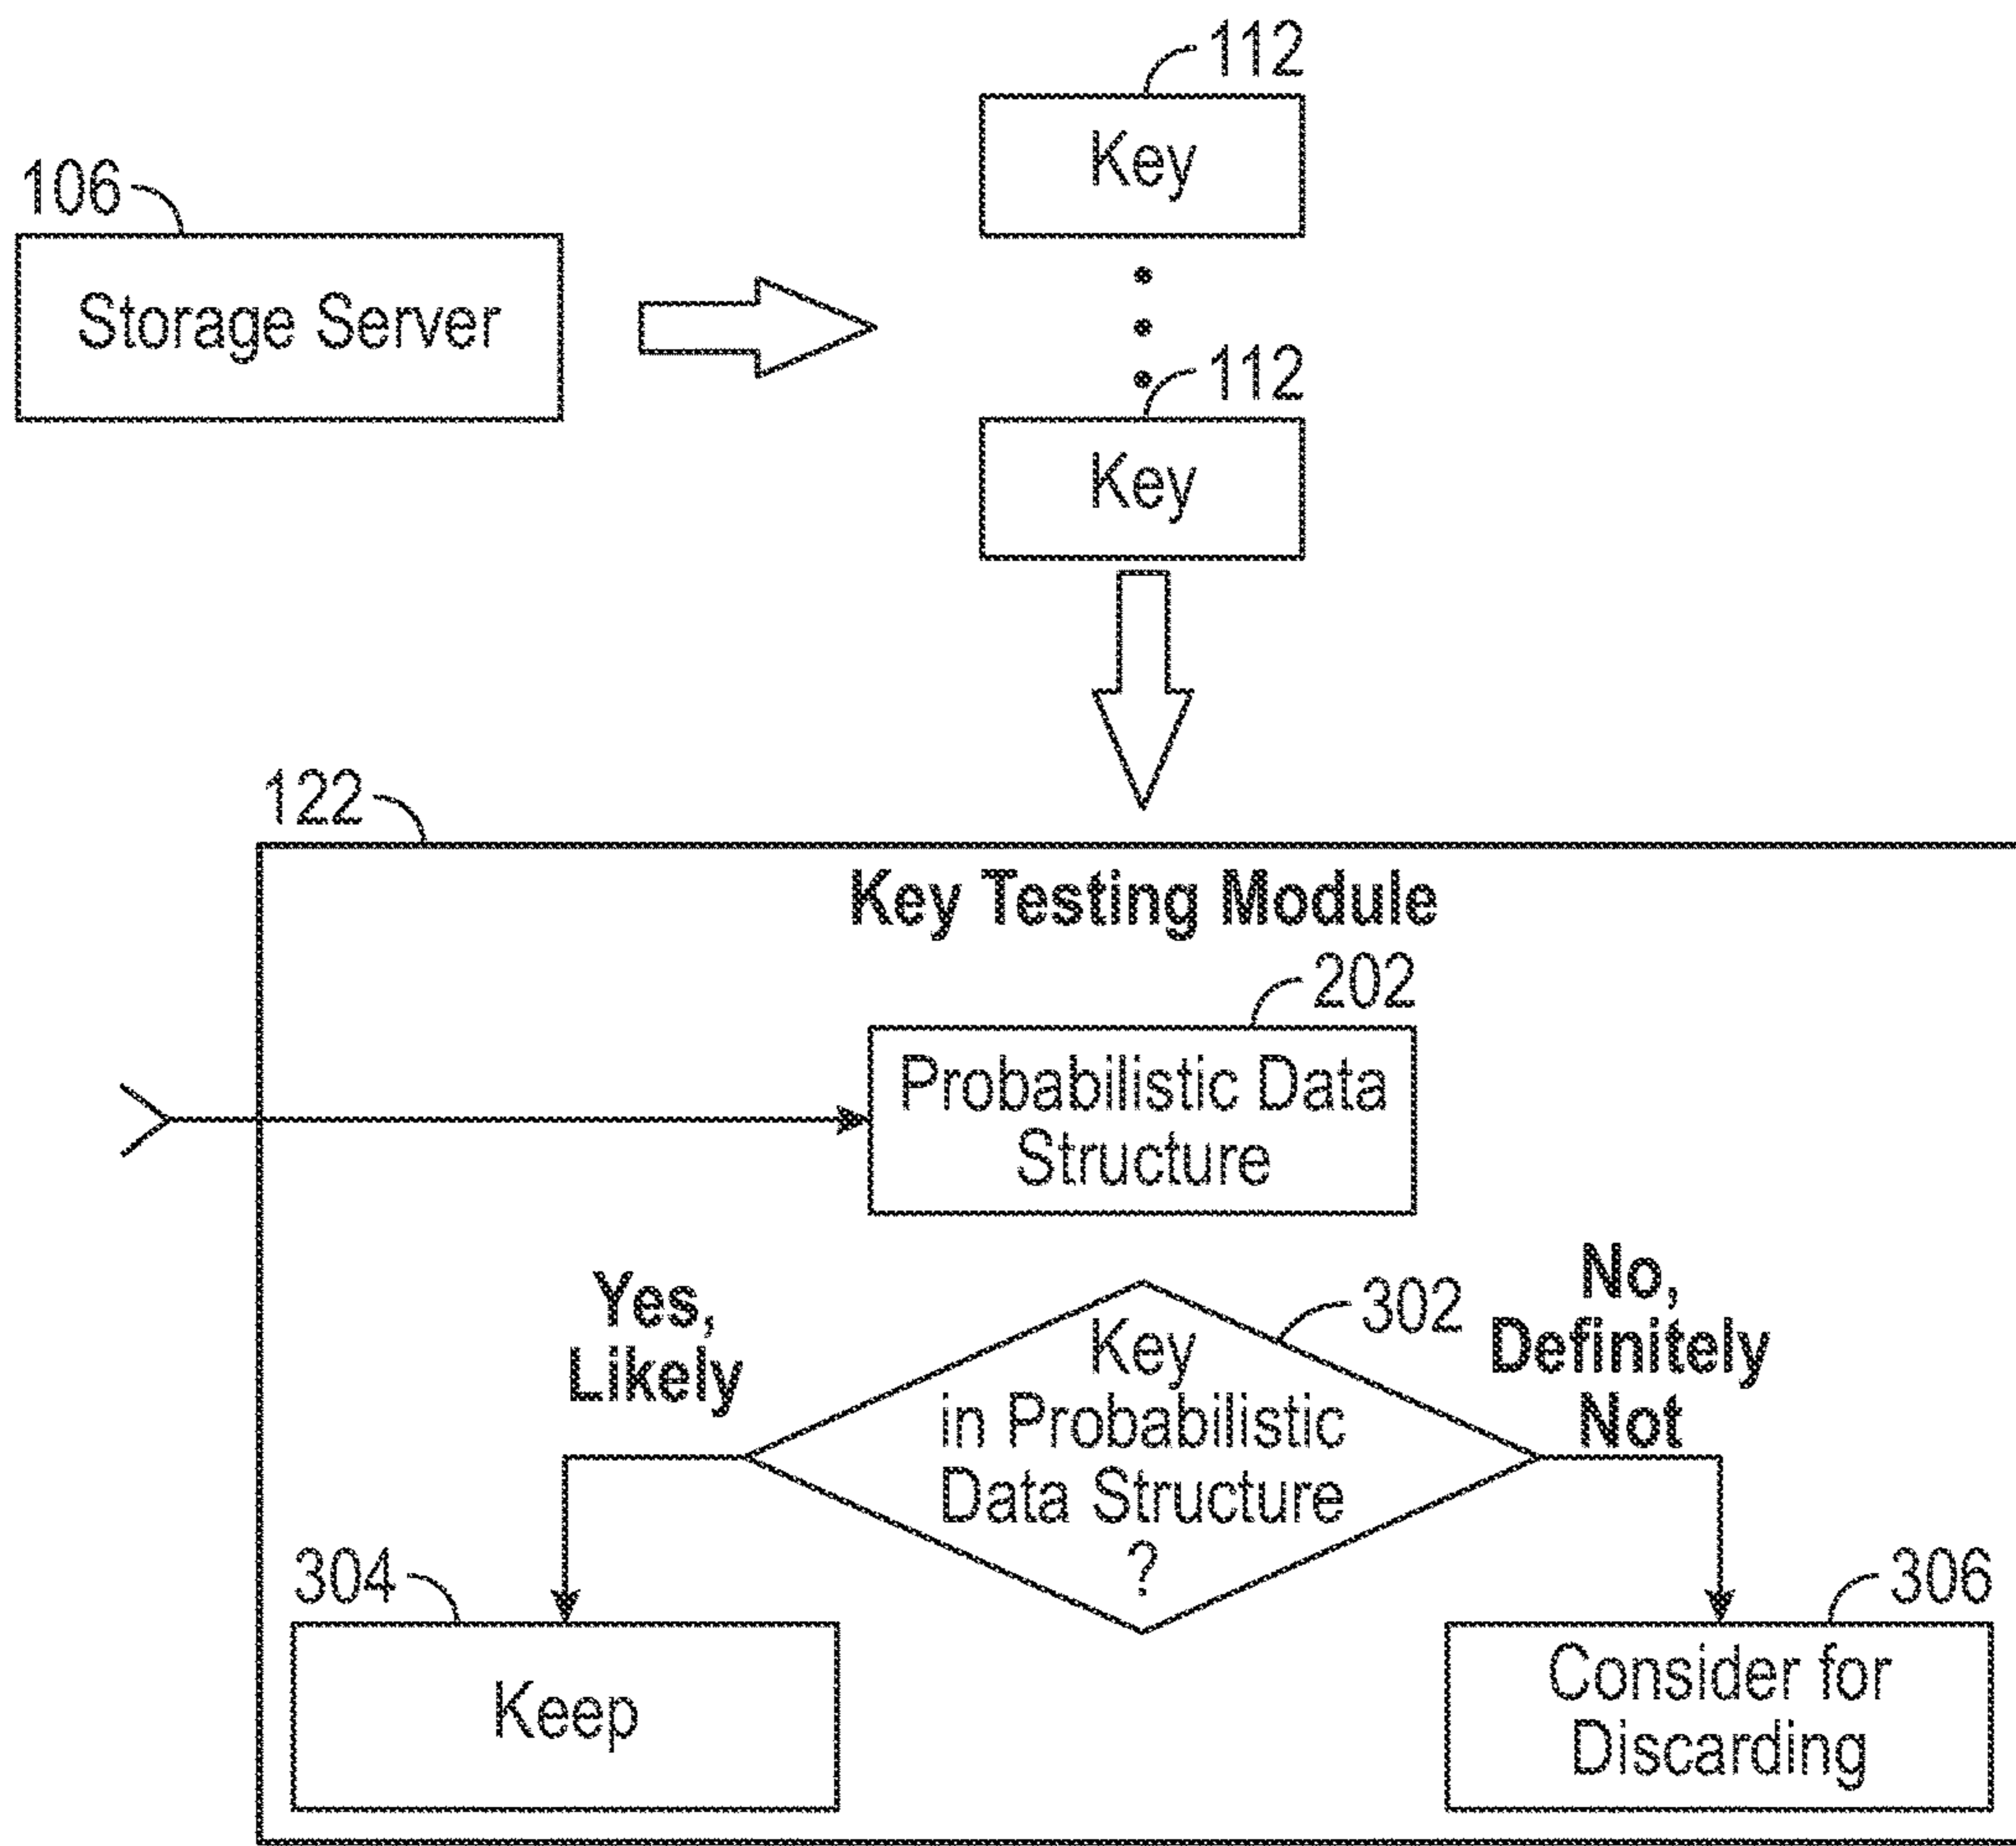 112
Key
106
Storage Server
112
Key
122
Key Testing Module
202
Probabilistic Data
Structure
Yes,
Likely
302
Key
in Probabilistic
Data Structure
?
No,
Definitely
Not
304
Keep
306
Consider for
Discarding